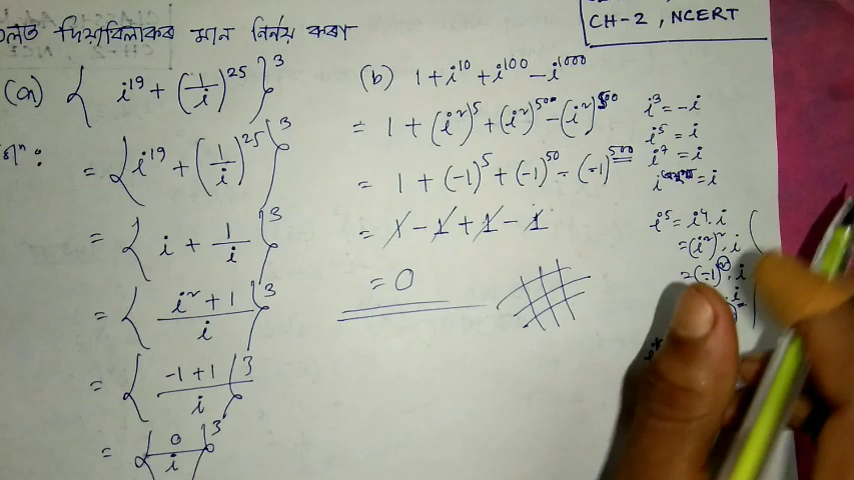 দিয়াবিলাকৰ মান নিৰ্নয় কৰা
CH-2, NCERT
(a) { i¹⁹ + (1/i)²⁵ }³
= { i¹⁹ + (1/i)²⁵ }³
= { i + 1/i }³
= { (i² + 1)/i }³
= { (-1 + 1)/i }³
= { 0/i }³
(b) 1 + i¹⁰ + i¹⁰⁰ - i¹⁰⁰⁰
= 1 + (i²)⁵ + (i²)⁵⁰ - (i²)⁵⁰⁰
= 1 + (-1)⁵ + (-1)⁵⁰ - (-1)⁵⁰⁰
= 1 - 1 + 1 - 1
= 0
i³ = -i
i⁵ = i
i⁷ = i
i⁵ = i⁴·i
= (i²)²·i
= (-1)²·i